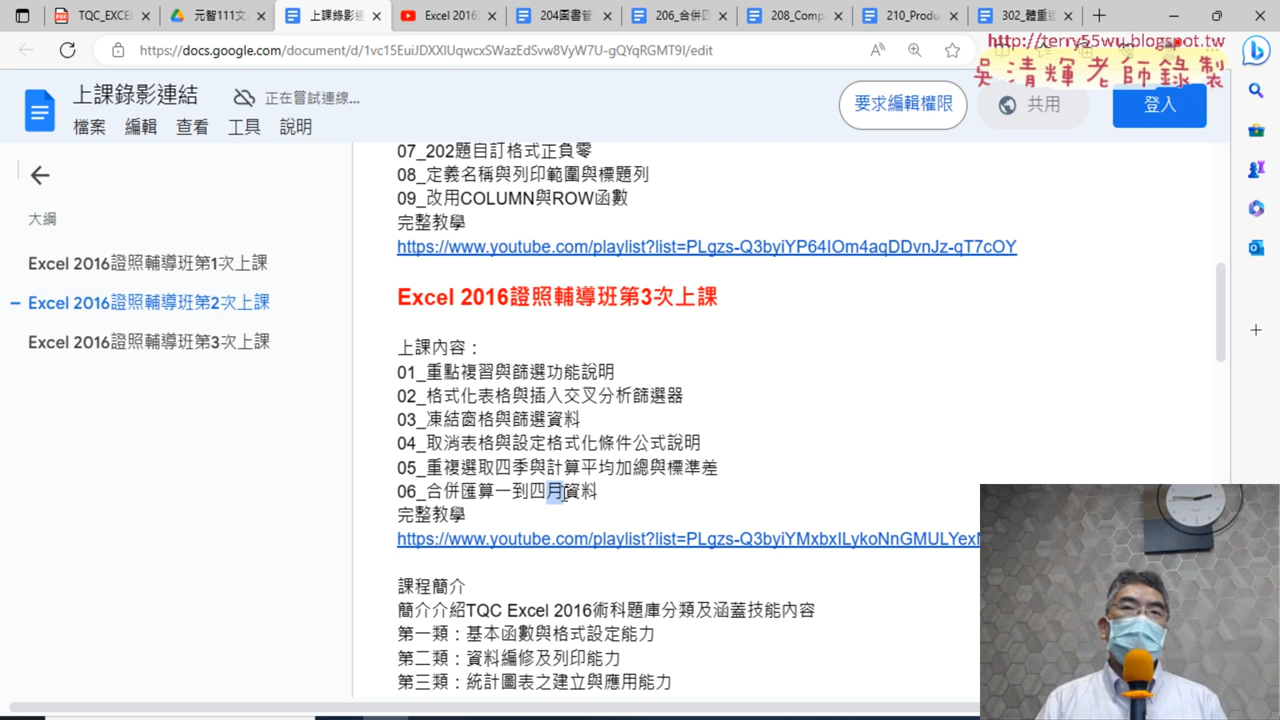 TQC_EXCEL
元智111文
上課錄影連
Excel 2016
204圖書管
206_合併四
208_Comp
210_Produ
302_體重過
https://docs.google.com/document/d/1vc15EuiJDXXlUqwcxSWazEdSvw8VyW7U-gQYqRGMT9I/edit
http://terry55wu.blogspot.tw
吳清輝老師錄製
上課錄影連結
正在嘗試連線...
要求編輯權限
共用
登入
檔案 編輯 查看 工具 說明
大綱
Excel 2016證照輔導班第1次上課
Excel 2016證照輔導班第2次上課
Excel 2016證照輔導班第3次上課
07_202題自訂格式正負零
08_定義名稱與列印範圍與標題列
09_改用COLUMN與ROW函數
完整教學
https://www.youtube.com/playlist?list=PLgzs-Q3byiYP64IOm4aqDDvnJz-qT7cOY
Excel 2016證照輔導班第3次上課
上課內容：
01_重點複習與篩選功能說明
02_格式化表格與插入交叉分析篩選器
03_凍結窗格與篩選資料
04_取消表格與設定格式化條件公式說明
05_重複選取四季與計算平均加總與標準差
06_合併匯算一到四月資料
完整教學
https://www.youtube.com/playlist?list=PLgzs-Q3byiYMxbxILykoNnGMULYexN
課程簡介
簡介介紹TQC Excel 2016術科題庫分類及涵蓋技能內容
第一類：基本函數與格式設定能力
第二類：資料編修及列印能力
第三類：統計圖表之建立與應用能力